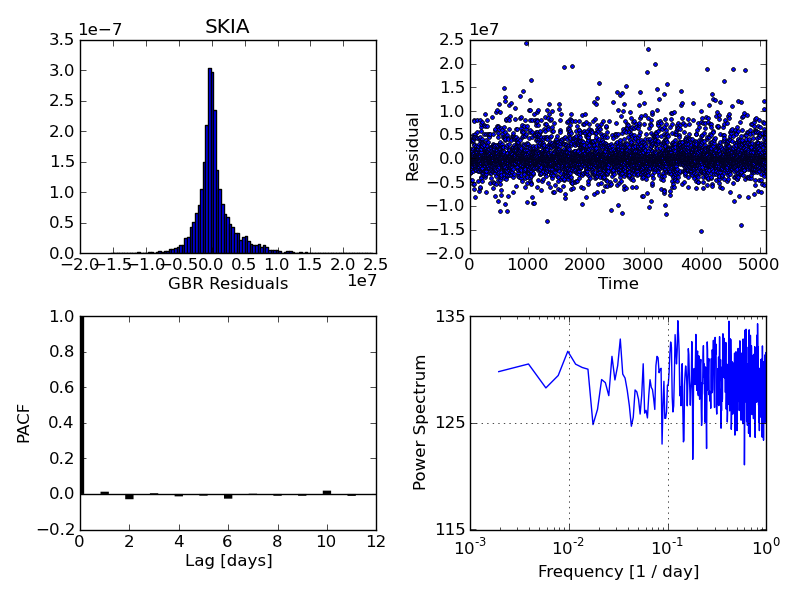 SKIA
1e−7
3.5
3.0
2.5
2.0
1.5
1.0
0.5
0.0
−2.0 −1.5 −1.0 −0.5 0.0 0.5 1.0 1.5 2.0 2.5
GBR Residuals
1e7
1e7
2.5
2.0
1.5
1.0
0.5
0.0
−0.5
−1.0
−1.5
−2.0
Residual
0 1000 2000 3000 4000 5000
Time
1.0
0.8
0.6
0.4
0.2
0.0
−0.2
PACF
0 2 4 6 8 10 12
Lag [days]
135
125
115
Power Spectrum
10^-3 10^-2 10^-1 10^0
Frequency [1 / day]